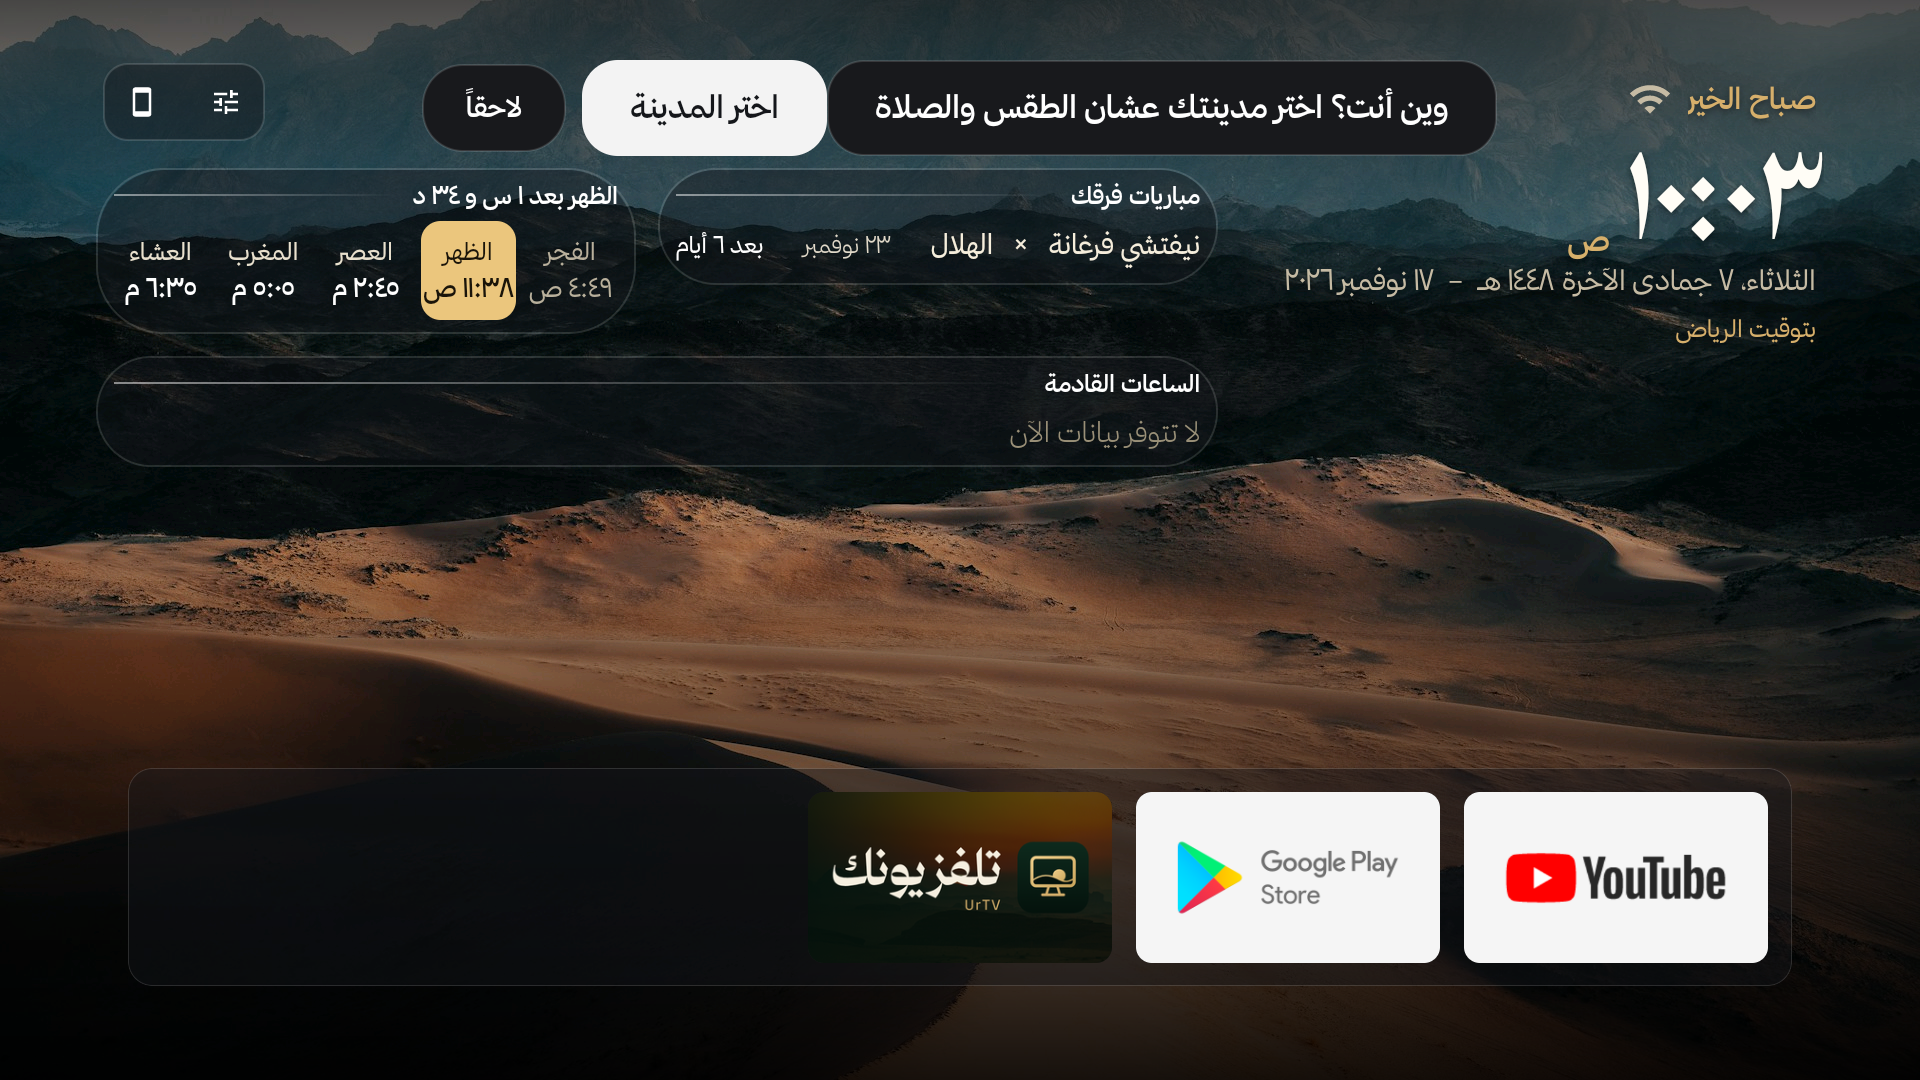 صباح الخير
١٠:٠٣ ص
الثلاثاء، ٧ جمادى الآخرة ١٤٤٨ هـ – ١٧ نوفمبر ٢٠٢٦
بتوقيت الرياض
وين أنت؟ اختر مدينتك عشان الطقس والصلاة
اختر المدينة
لاحقاً
مباريات فرقك
نيفتشي فرغانة × الهلال ٢٣ نوفمبر بعد ٦ أيام
الظهر بعد ١ س و ٣٤ د
الفجر الظهر العصر المغرب العشاء
٤:٤٩ ص ١١:٣٨ ص ٢:٤٥ م ٥:٠٥ م ٦:٣٥ م
الساعات القادمة
لا تتوفر بيانات الآن
YouTube
Google Play
Store
تلفزيونك
UrTV